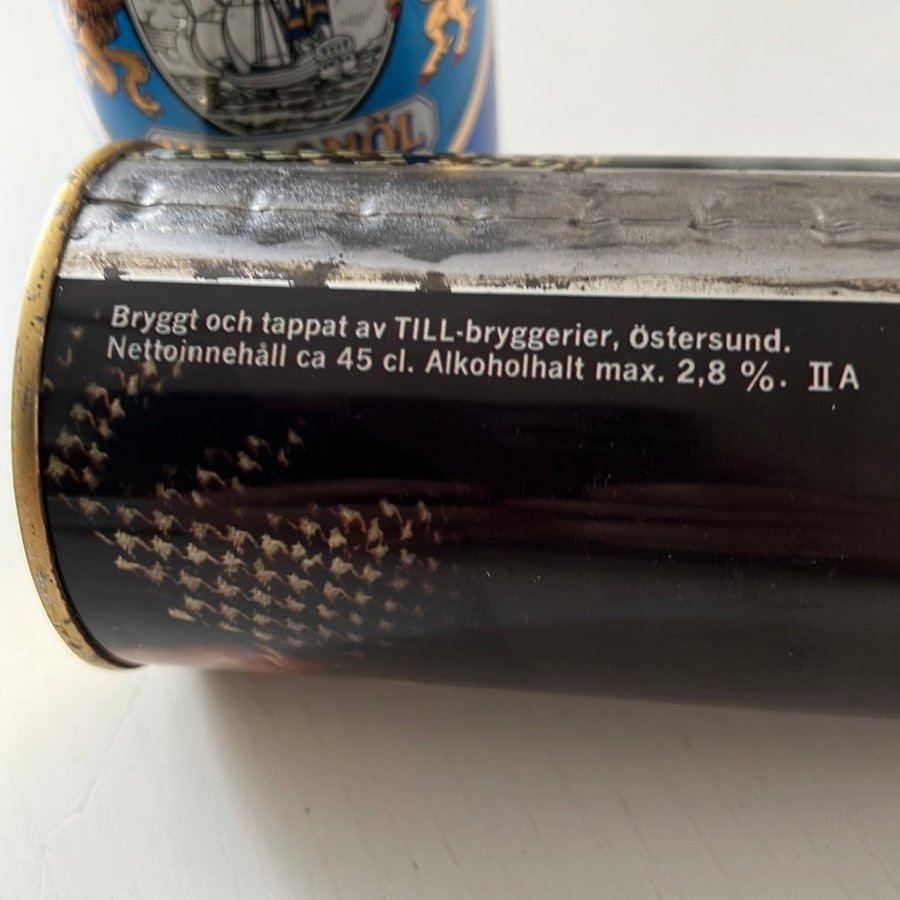 Bryggt och tappat av TILL-bryggerier, Östersund.
Nettoinnehåll ca 45 cl. Alkoholhalt max. 2,8 %. II A